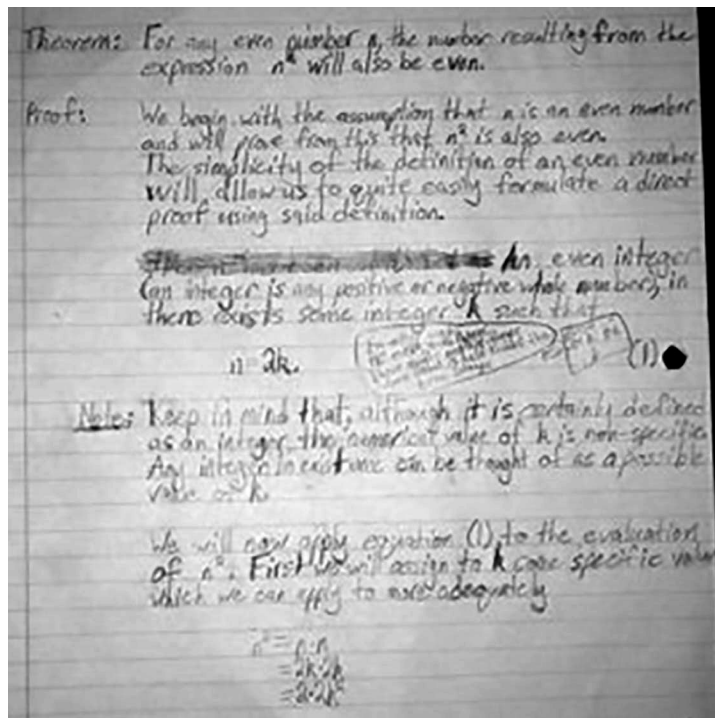 Theorem: For any even number n, the number resulting from the
expression n² will also be even.
Proof: We begin with the assumption that n is an even number
and will prove from this that n² is also even.
The simplicity of the definition of an even number
will allow us to quite easily formulate a direct
proof using said definition.
An even integer
(an integer is any positive or negative whole number), in
there exists some integer k such that
n = 2k. (1)
Note: Keep in mind that, although it is certainly defined
as an integer, the numerical value of k is non-specific.
Any integer in existence can be thought of as a possible
value of k.
We will now apply equation (1) to the evaluation
of n². First we will assign to k some specific value
which we can apply to more adequately
n² = n·n
= 2k·2k
= 2·2k²